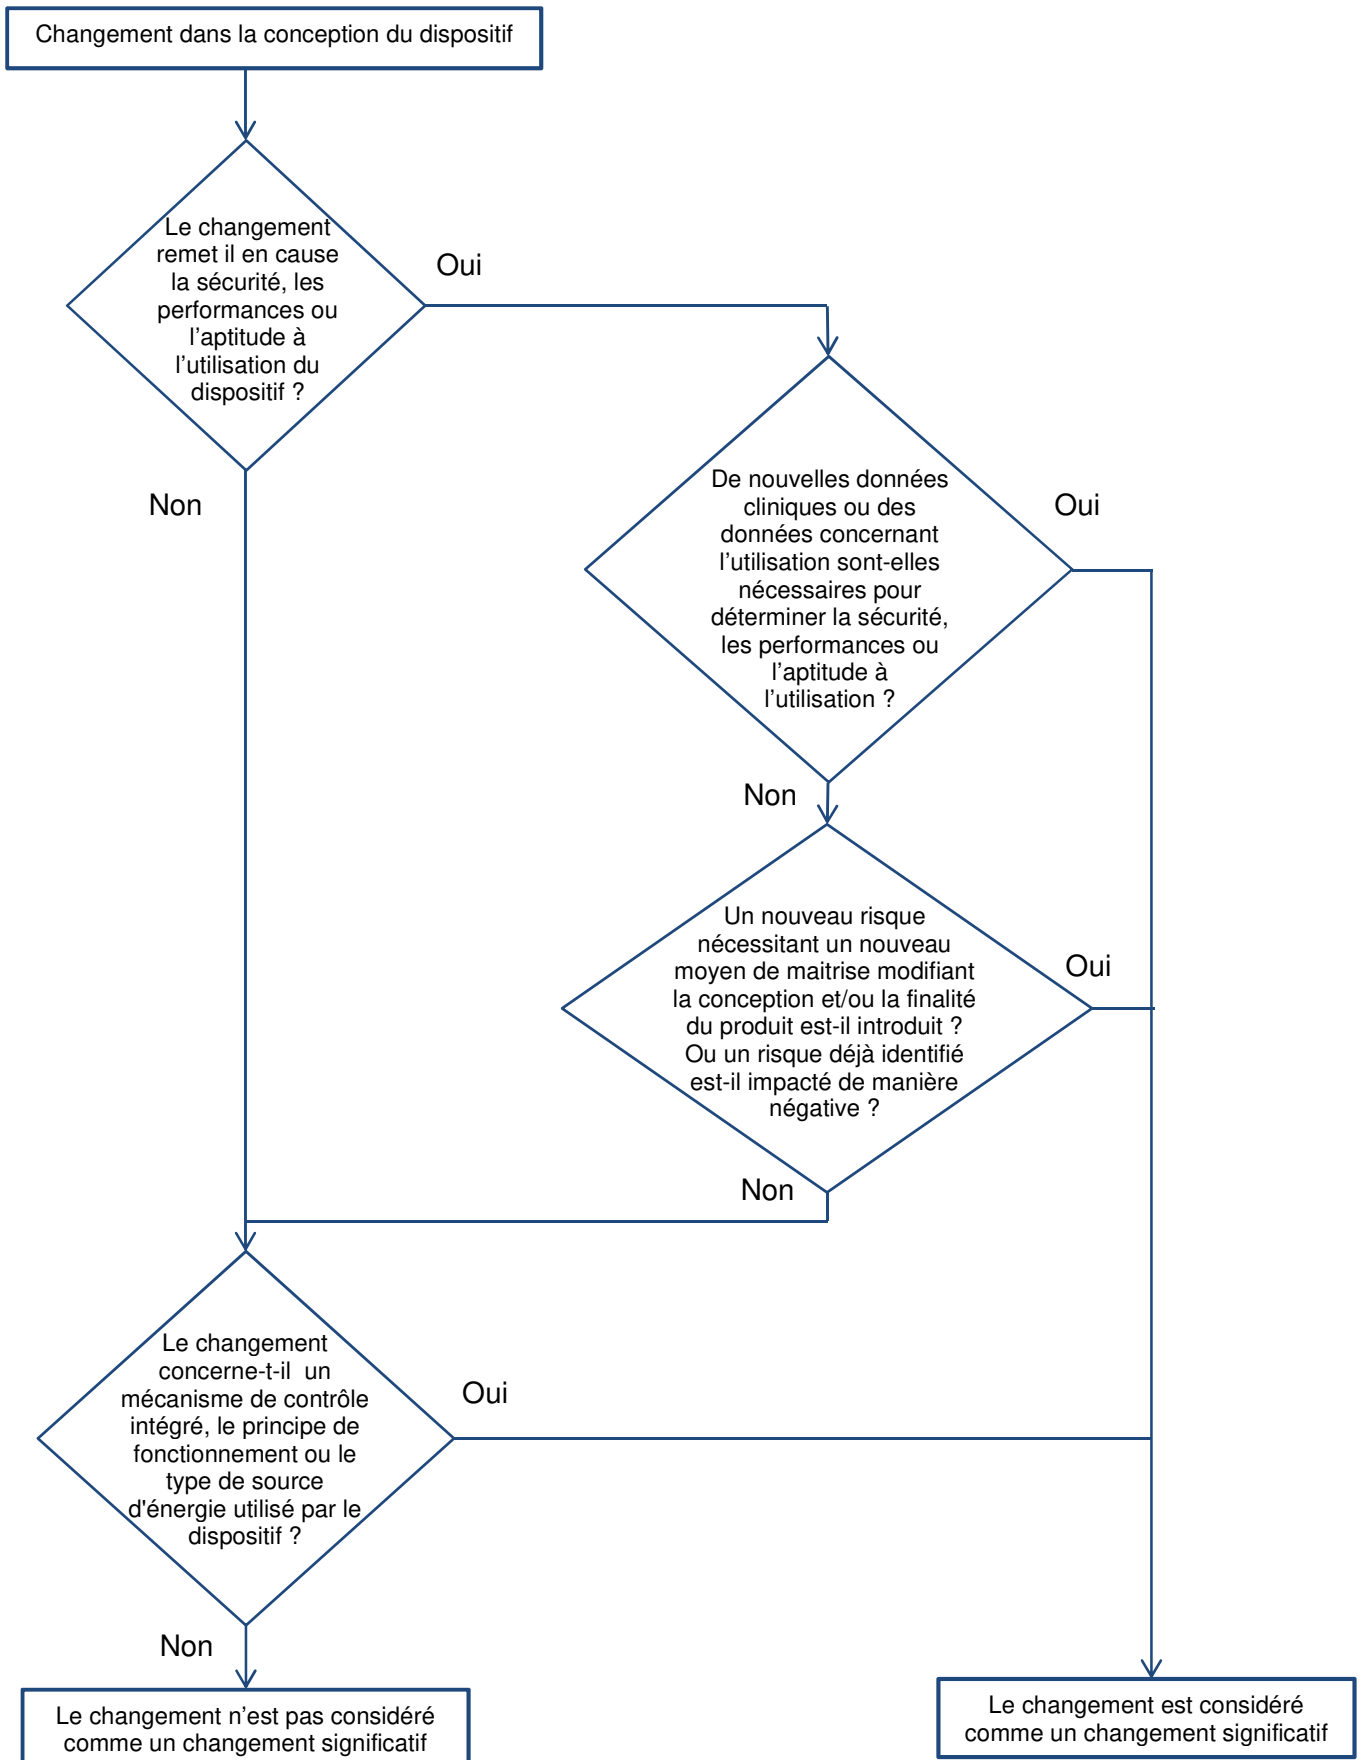 Changement dans la conception du dispositif
Le changement
remet il en cause
la sécurité, les
performances ou
l’aptitude à
l’utilisation du
dispositif ?
Oui
Non
De nouvelles données
cliniques ou des
données concernant
l’utilisation sont-elles
nécessaires pour
déterminer la sécurité,
les performances ou
l’aptitude à
l’utilisation ?
Oui
Non
Un nouveau risque
nécessitant un nouveau
moyen de maitrise modifiant
la conception et/ou la finalité
du produit est-il introduit ?
Ou un risque déjà identifié
est-il impacté de manière
négative ?
Oui
Non
Le changement
concerne-t-il  un
mécanisme de contrôle
intégré, le principe de
fonctionnement ou le
type de source
d'énergie utilisé par le
dispositif ?
Oui
Non
Le changement n’est pas considéré
comme un changement significatif
Le changement est considéré
comme un changement significatif